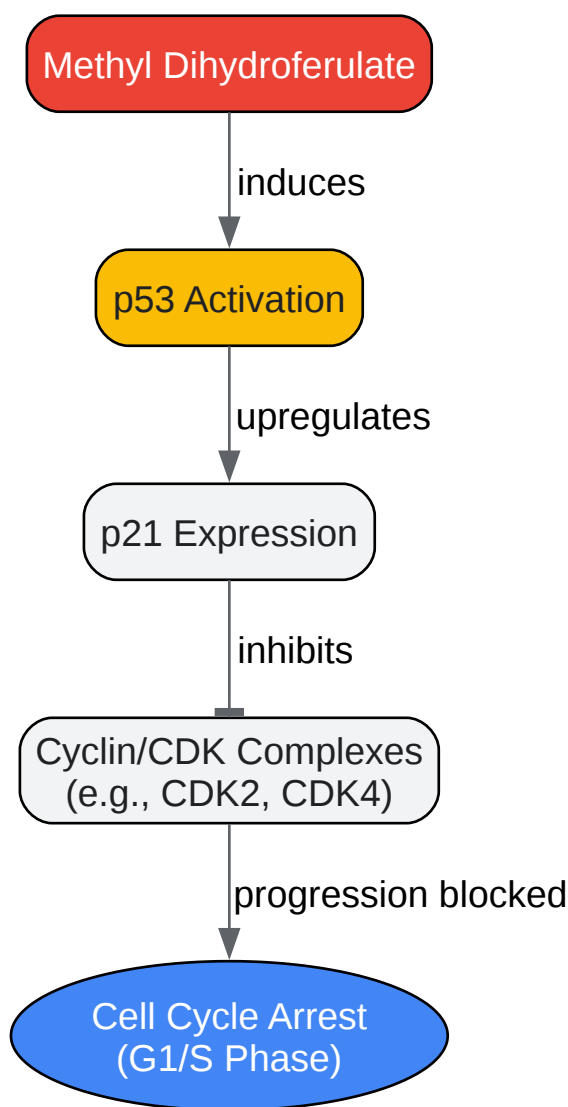 Methyl Dihydroferulate
induces
p53 Activation
upregulates
p21 Expression
inhibits
Cyclin/CDK Complexes
(e.g., CDK2, CDK4)
progression blocked
Cell Cycle Arrest
(G1/S Phase)